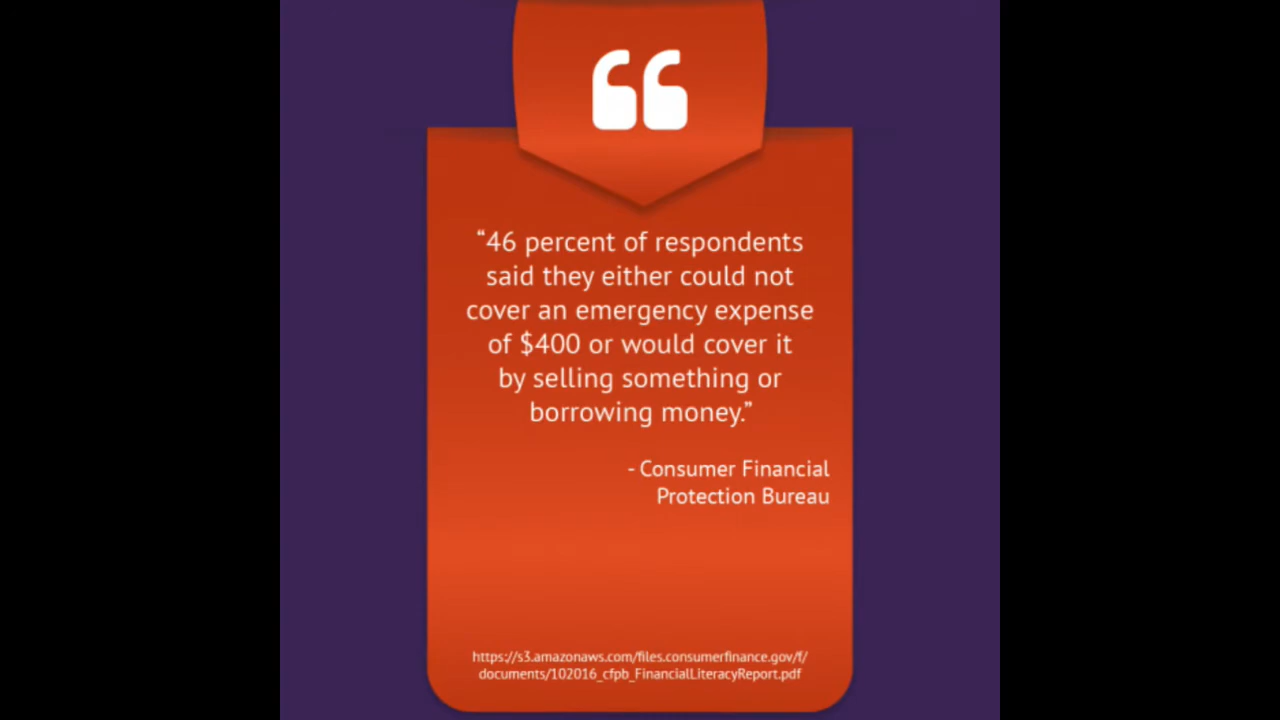 “46 percent of respondents
said they either could not
cover an emergency expense
of $400 or would cover it
by selling something or
borrowing money.”
- Consumer Financial
Protection Bureau
https://s3.amazonaws.com/files.consumerfinance.gov/f/
documents/102016_cfpb_FinancialLiteracyReport.pdf